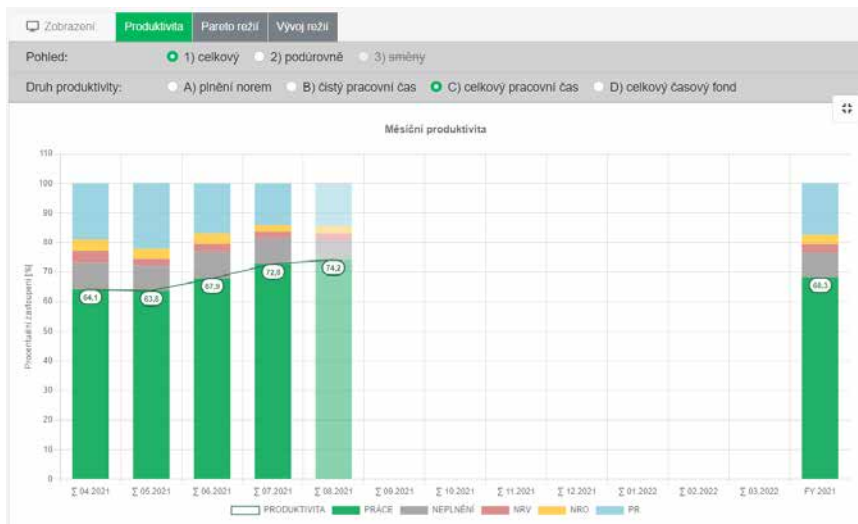 Zobrazení Produktivita Pareto režií Vývoj režií
Pohled: 1) celkový 2) podúrovně 3) směny
Druh produktivity: A) plnění norem B) čistý pracovní čas C) celkový pracovní čas D) celkový časový fond
Měsíční produktivita
Procentuální zastoupení [%]
110
100
90
80
70
60
50
40
30
20
10
0
64,1 63,8 67,9 72,8 74,2 68,3
∑ 04.2021 ∑ 05.2021 ∑ 06.2021 ∑ 07.2021 ∑ 08.2021 ∑ 09.2021 ∑ 10.2021 ∑ 11.2021 ∑ 12.2021 ∑ 01.2022 ∑ 02.2022 ∑ 03.2022 FY 2021
PRODUKTIVITA PRÁCE NEPLNĚNÍ NRV NRO PR